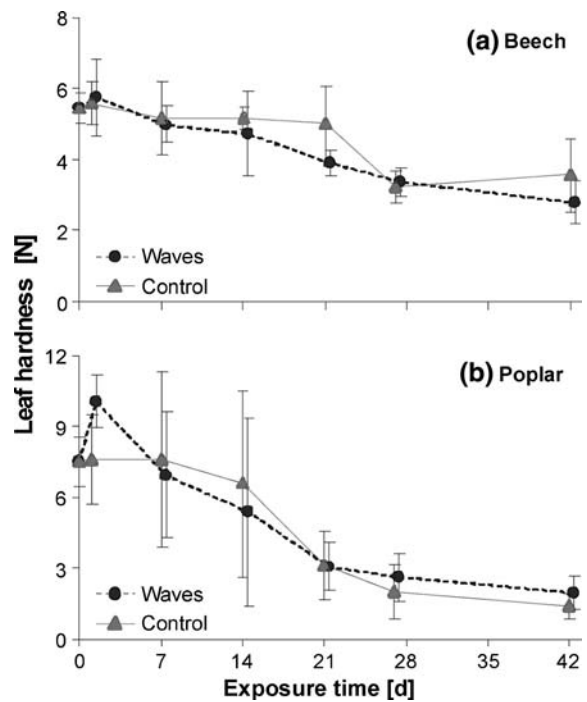 8
6
4
2
0
(a) Beech
Waves
Control
Leaf hardness [N]
12
9
6
3
0
(b) Poplar
Waves
Control
0 7 14 21 28 35 42
Exposure time [d]